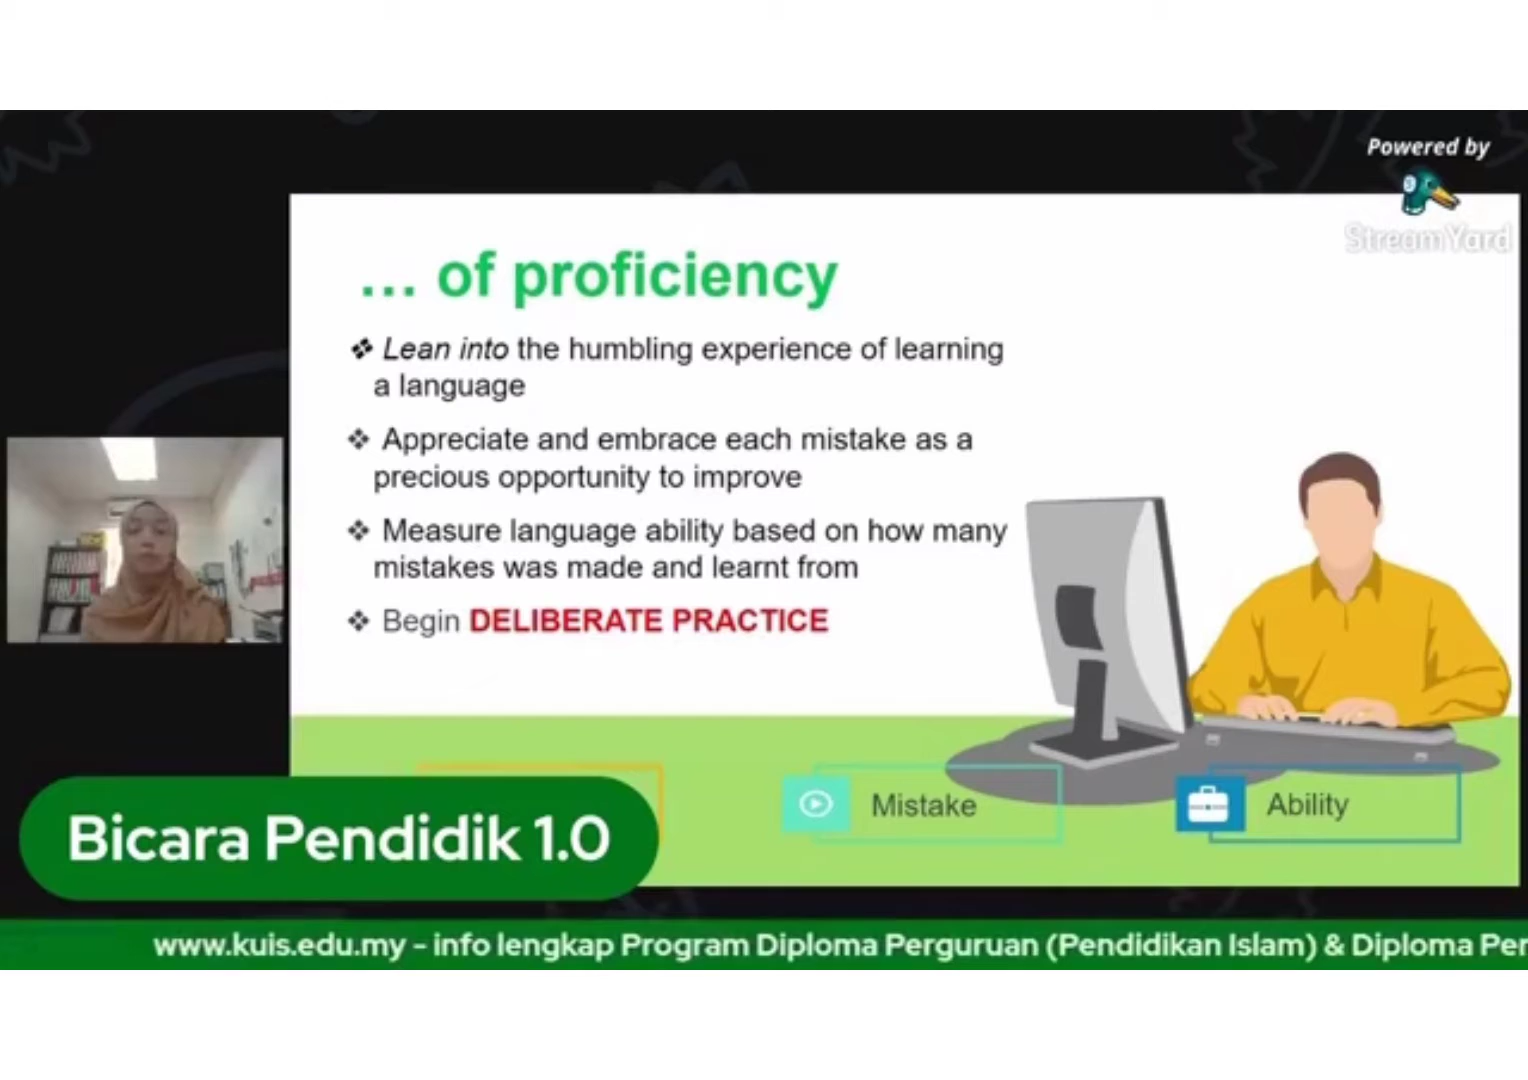 Powered by
StreamYard
... of proficiency
❖ Lean into the humbling experience of learning
a language
❖ Appreciate and embrace each mistake as a
precious opportunity to improve
❖ Measure language ability based on how many
mistakes was made and learnt from
❖ Begin DELIBERATE PRACTICE
Mistake
Ability
Bicara Pendidik 1.0
www.kuis.edu.my - info lengkap Program Diploma Perguruan (Pendidikan Islam) & Diploma Per